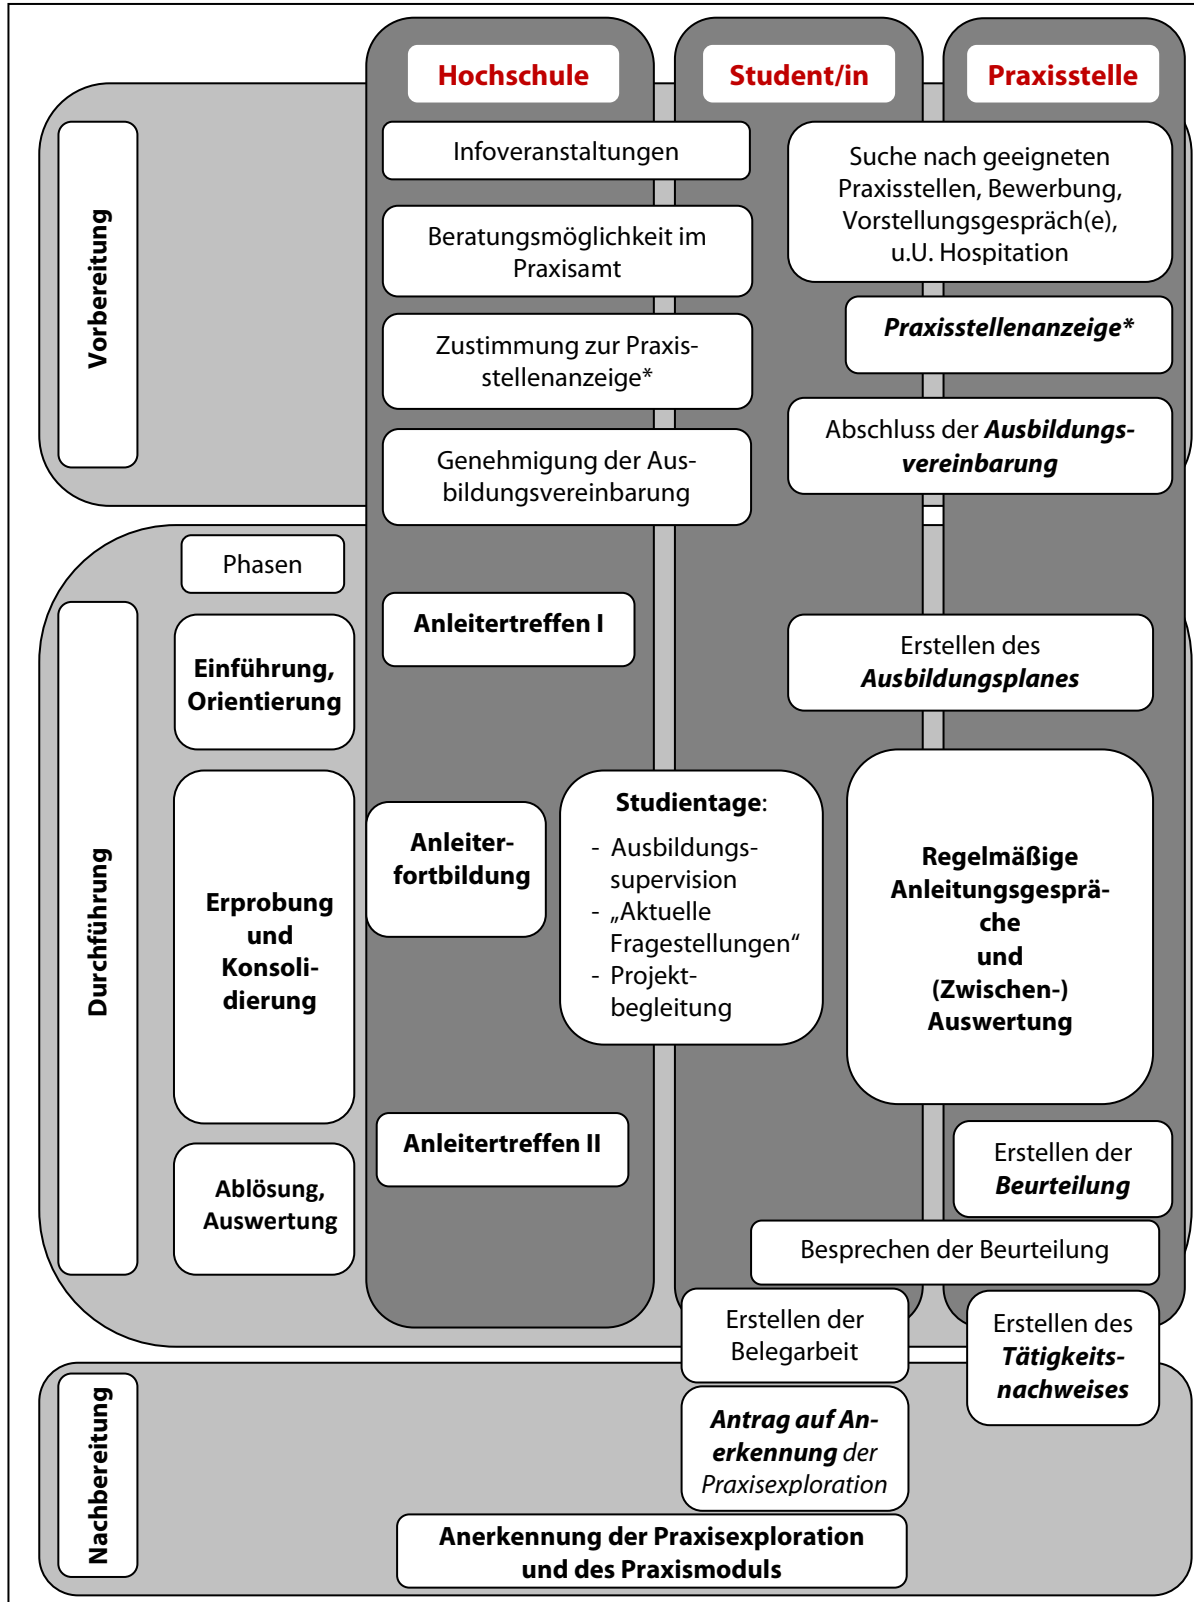 Hochschule
Student/in
Praxisstelle
Vorbereitung
Infoveranstaltungen
Suche nach geeigneten
Praxisstellen, Bewerbung,
Vorstellungsgespräch(e),
u.U. Hospitation
Beratungsmöglichkeit im
Praxisamt
Praxisstellenanzeige*
Zustimmung zur Praxis-
stellenanzeige*
Abschluss der Ausbildungs-
vereinbarung
Genehmigung der Aus-
bildungsvereinbarung
Durchführung
Phasen
Einführung,
Orientierung
Anleitertreffen I
Erstellen des
Ausbildungsplanes
Erprobung
und
Konsoli-
dierung
Anleiter-
fortbildung
Studientage:
- Ausbildungs-
supervision
- „Aktuelle
Fragestellungen“
- Projekt-
begleitung
Regelmäßige
Anleitungsgesprä-
che
und
(Zwischen-)
Auswertung
Anleitertreffen II
Ablösung,
Auswertung
Erstellen der
Beurteilung
Besprechen der Beurteilung
Erstellen der
Belegarbeit
Erstellen des
Tätigkeits-
nachweises
Nachbereitung
Antrag auf An-
erkennung der
Praxisexploration
Anerkennung der Praxisexploration
und des Praxismoduls